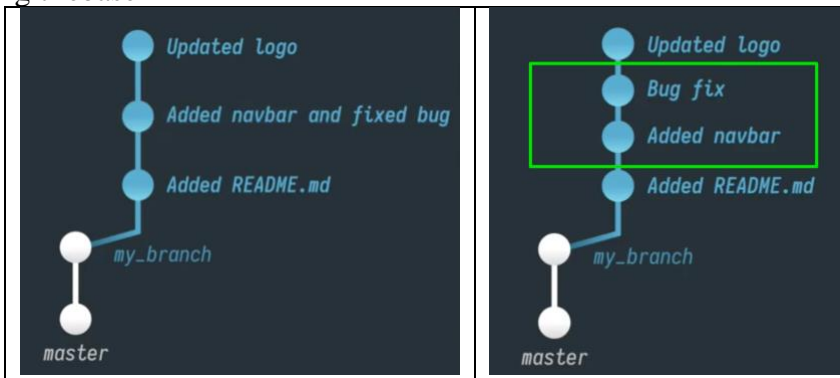 Updated logo
Added navbar and fixed bug
Added README.md
my_branch
master
Updated logo
Bug fix
Added navbar
Added README.md
my_branch
master